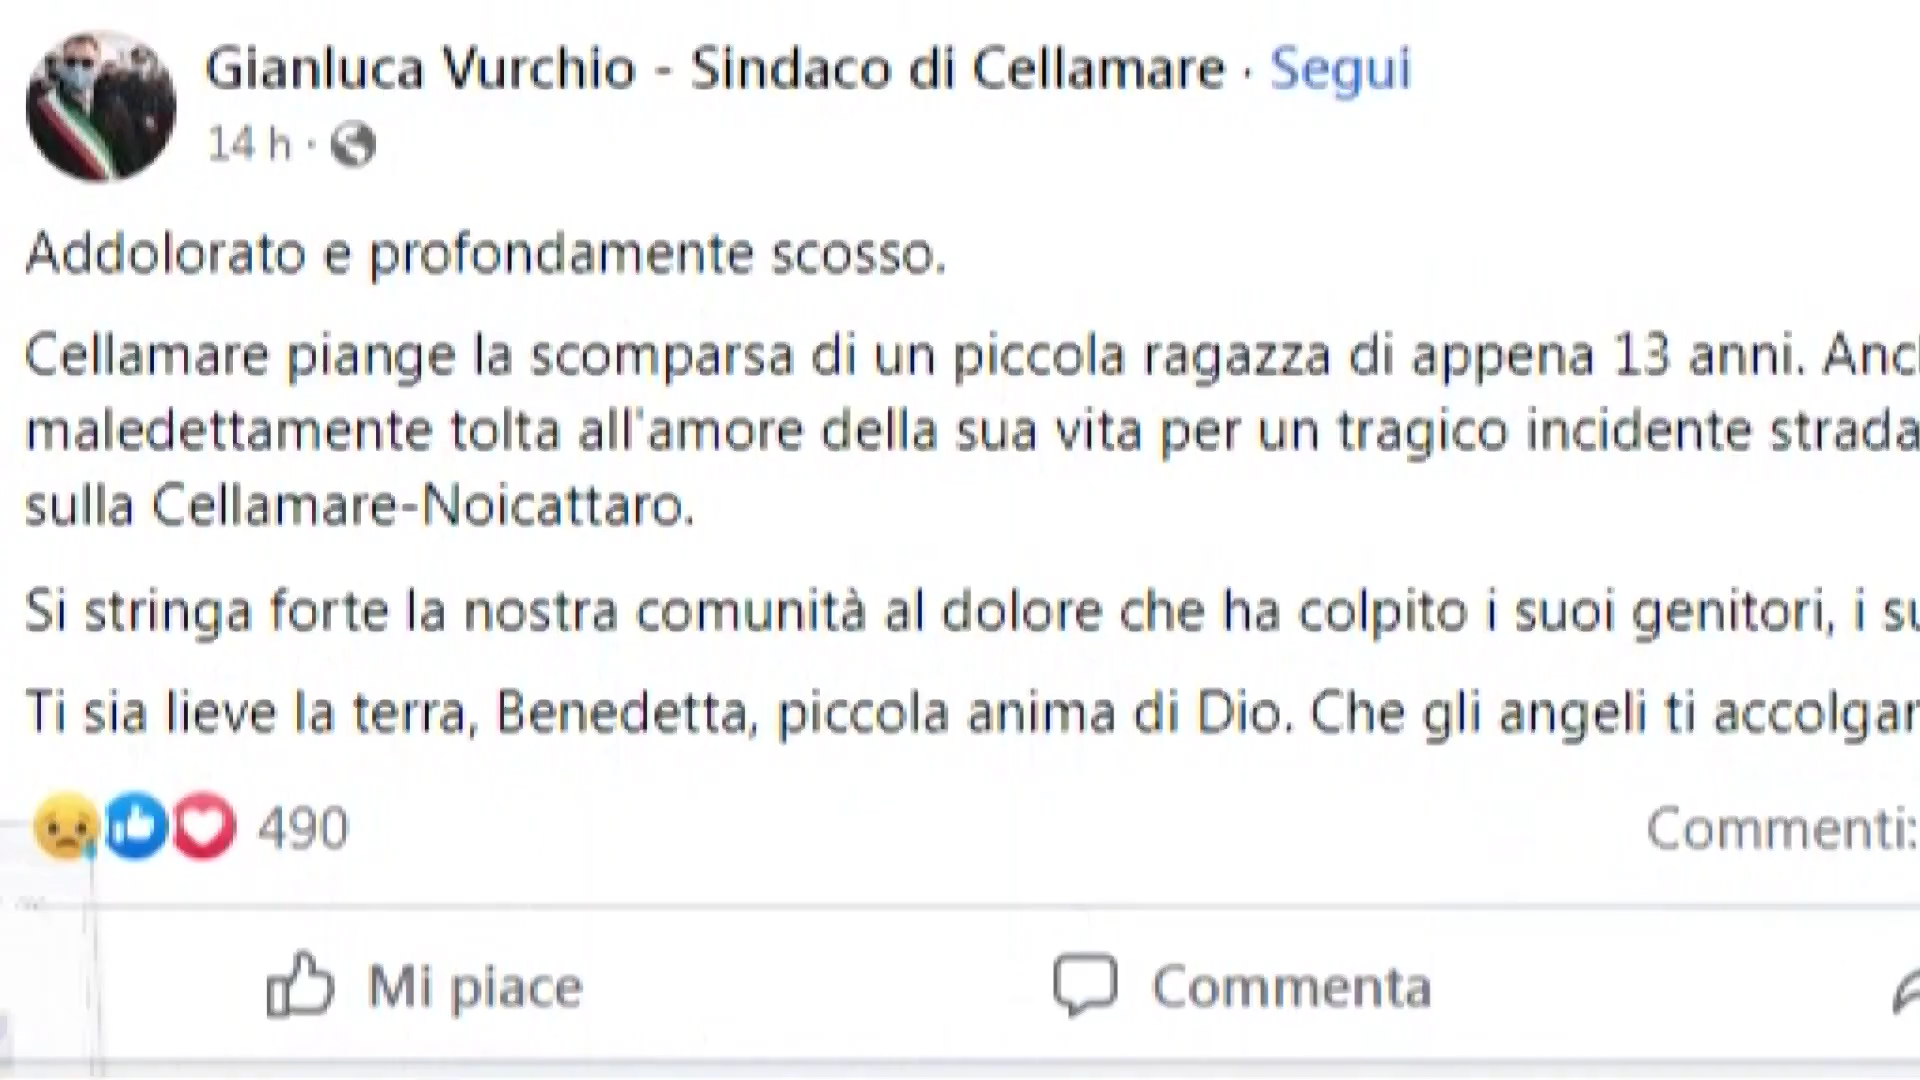 Gianluca Vurchio - Sindaco di Cellamare · Segui
14 h ·
Addolorato e profondamente scosso.
Cellamare piange la scomparsa di un piccola ragazza di appena 13 anni.
maledettamente tolta all'amore della sua vita per un tragico incidente
sulla Cellamare-Noicattaro.
Si stringa forte la nostra comunità al dolore che ha colpito i suoi genitori, i
Ti sia lieve la terra, Benedetta, piccola anima di Dio. Che gli angeli ti
490
Commenti:
Mi piace
Commenta